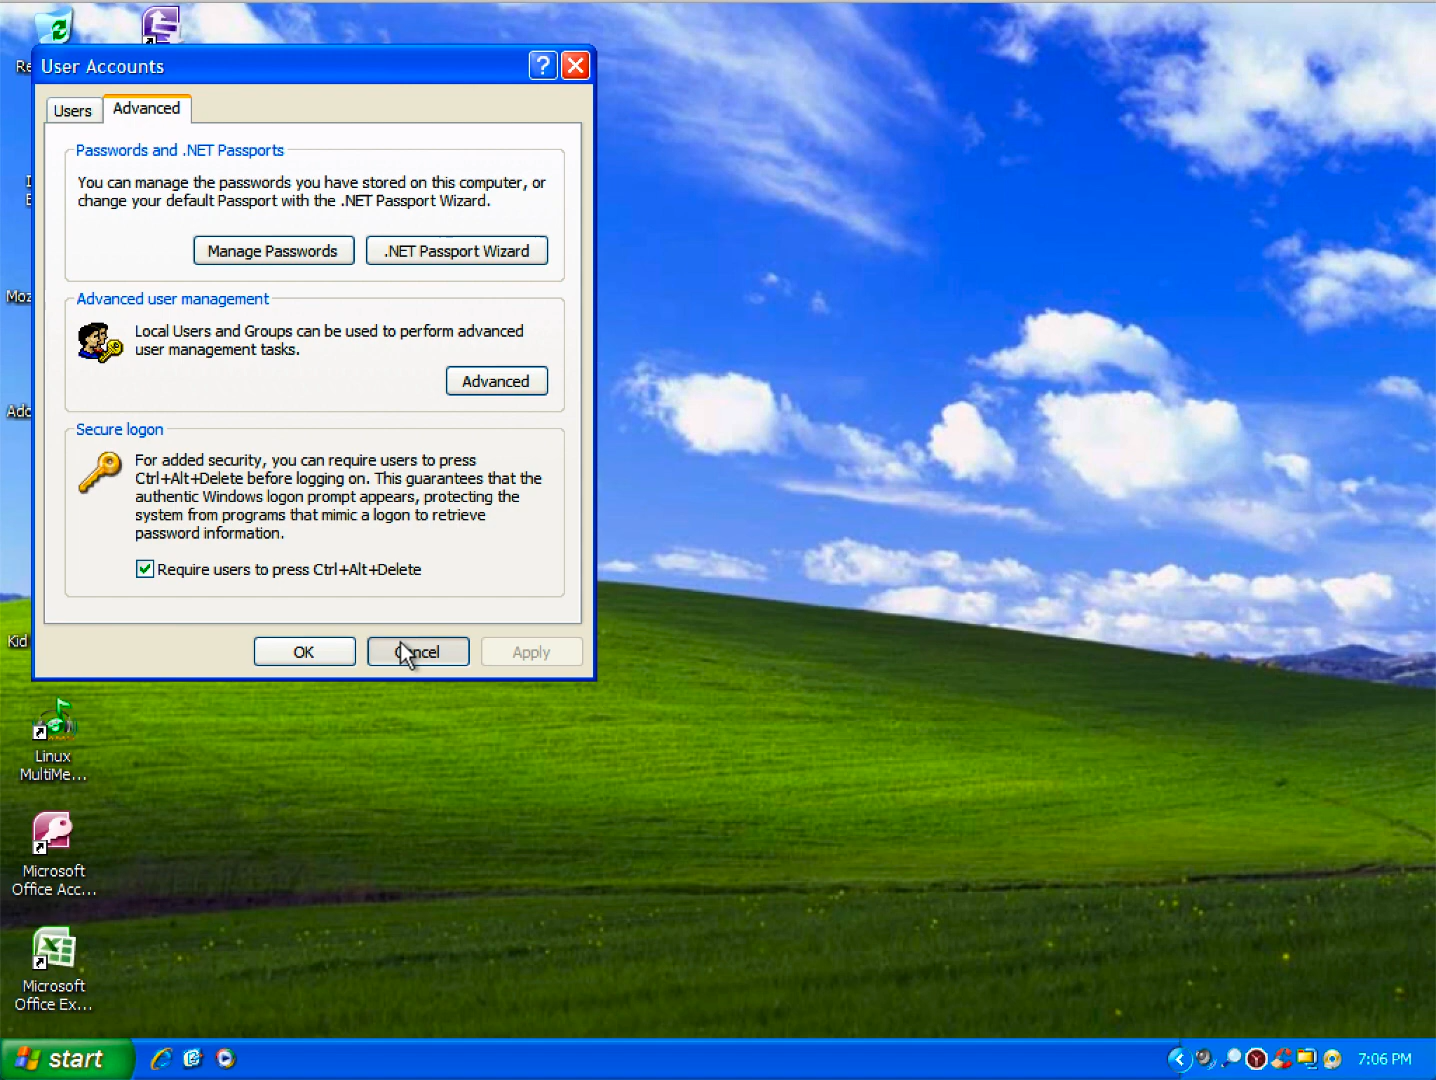 User Accounts
?
Users
Advanced
Passwords and .NET Passports
You can manage the passwords you have stored on this computer, or
change your default Passport with the .NET Passport Wizard.
Manage Passwords
.NET Passport Wizard
Advanced user management
Local Users and Groups can be used to perform advanced
user management tasks.
Advanced
Secure logon
For added security, you can require users to press
Ctrl+Alt+Delete before logging on. This guarantees that the
authentic Windows logon prompt appears, protecting the
system from programs that mimic a logon to retrieve
password information.
Require users to press Ctrl+Alt+Delete
OK
Cancel
Apply
Re
Moz
Ado
Kid
Linux
MultiMe...
Microsoft
Office Acc...
Microsoft
Office Ex...
start
7:06 PM